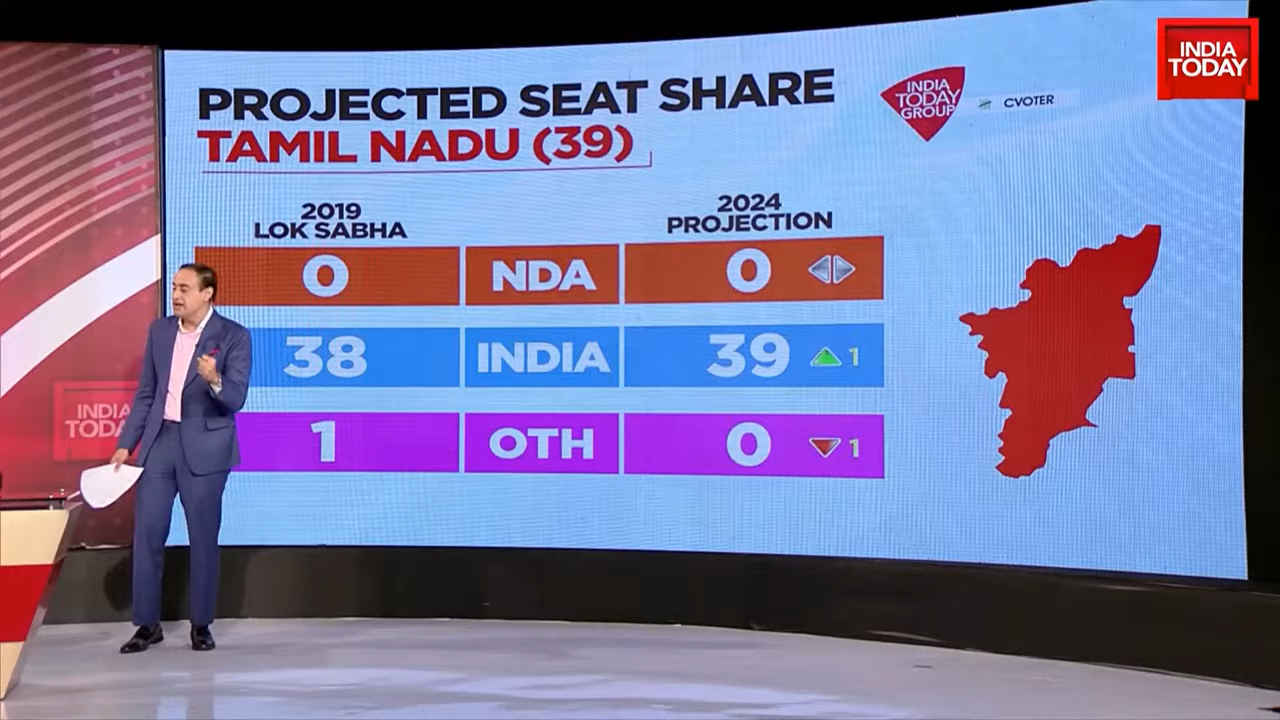 PROJECTED SEAT SHARE
TAMIL NADU (39)
INDIA
TODAY
GROUP
CVOTER
INDIA
TODAY
2019
LOK SABHA
2024
PROJECTION
0 NDA 0
38 INDIA 39 1
1 OTH 0 1
INDIA
TODAY